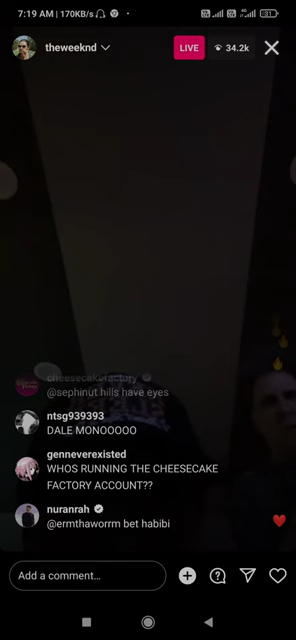 7:19 AM | 170KB/s
31
theweeknd
LIVE
34.2k
cheesecakefactory
@sephinut hills have eyes
ntsg939393
DALE MONOOOOO
genneverexisted
WHOS RUNNING THE CHEESECAKE
FACTORY ACCOUNT??
nuranrah
@ermthaworrm bet habibi
Add a comment...